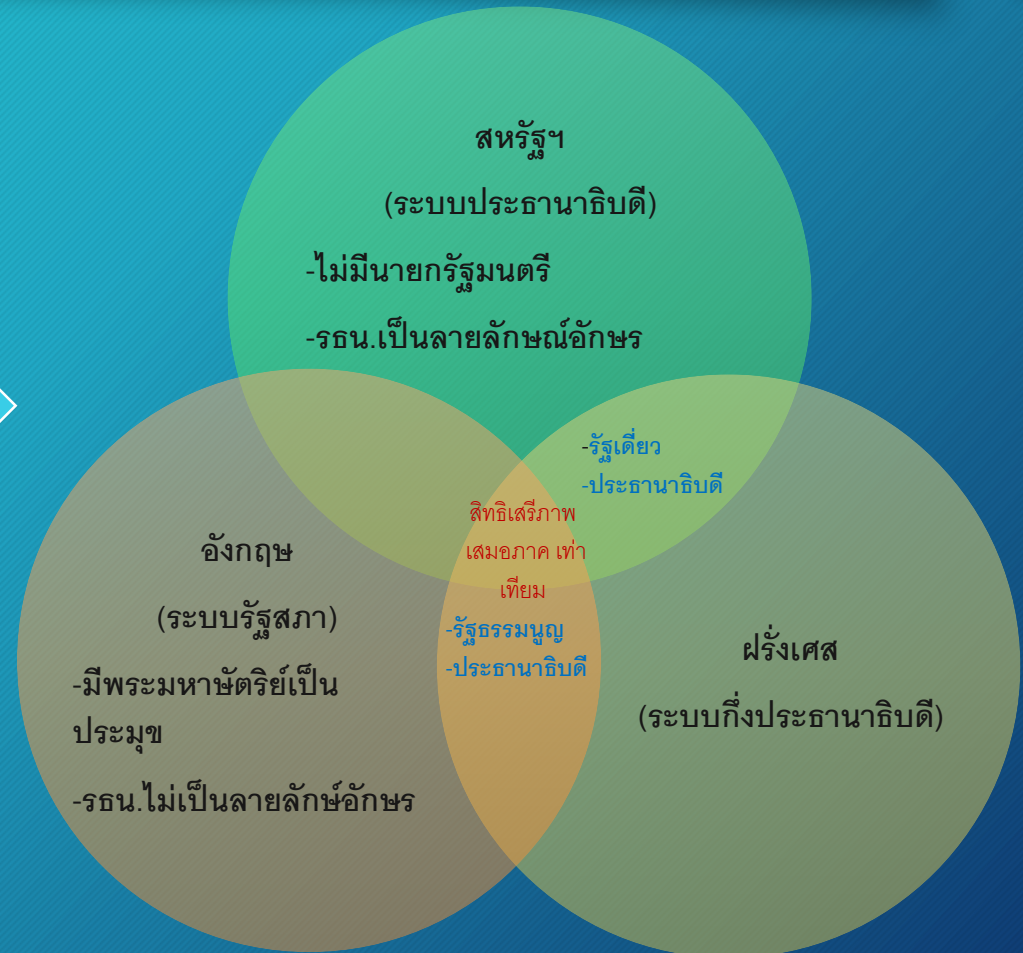 สหรัฐฯ
(ระบบประธานาธิบดี)
-ไม่มีนายกรัฐมนตรี
-รธน.เป็นลายลักษณ์อักษร
-รัฐเดี่ยว
-ประธานาธิบดี
สิทธิเสรีภาพ
เสมอภาค เท่า
เทียม
-รัฐธรรมนูญ
-ประธานาธิบดี
อังกฤษ
(ระบบรัฐสภา)
-มีพระมหาษัตริย์เป็น
ประมุข
-รธน.ไม่เป็นลายลักษ์อักษร
ฝรั่งเศส
(ระบบกึ่งประธานาธิบดี)